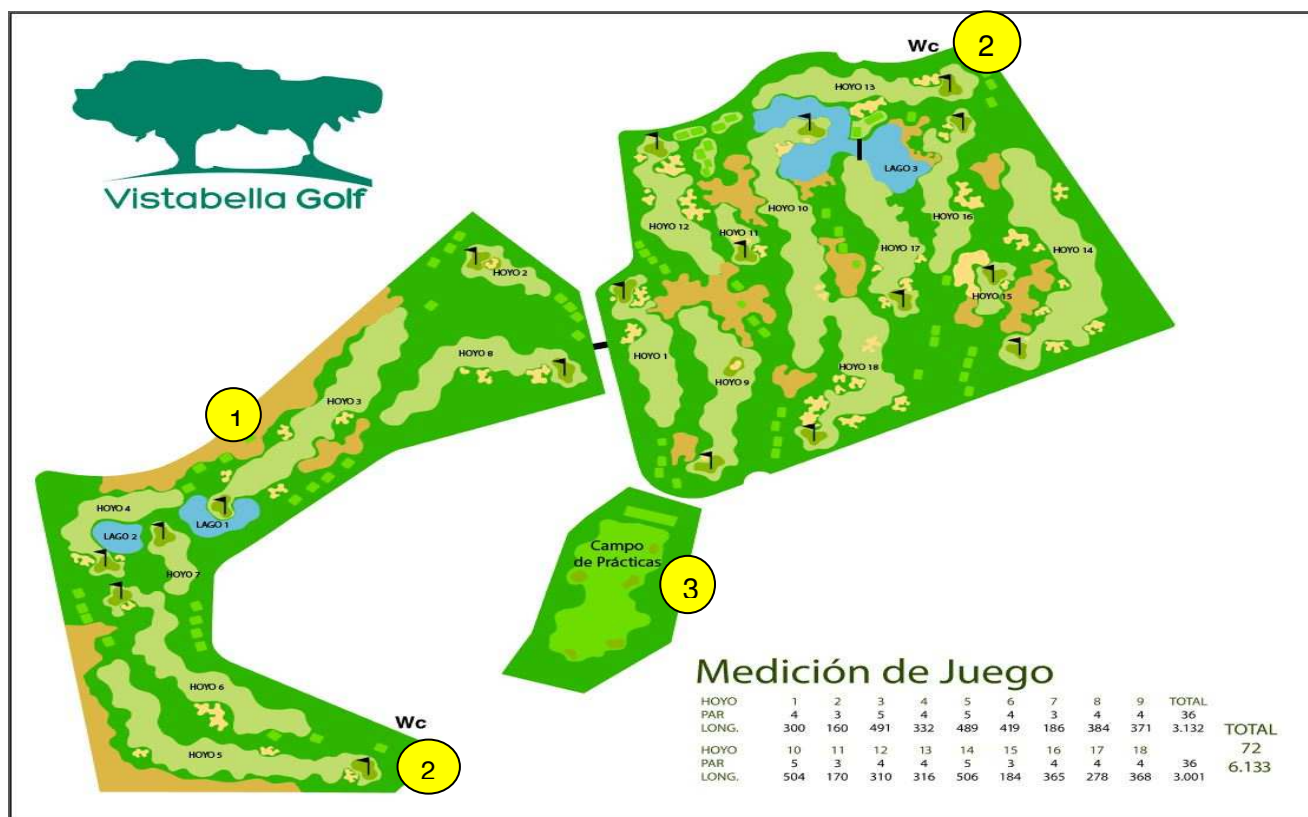 Wc
2
HOYO 13
LAGO 3
HOYO 10
HOYO 11
HOYO 12
HOYO 16
HOYO 17
HOYO 14
HOYO 15
Vistabella Golf
HOYO 2
HOYO 8
HOYO 1
HOYO 9
HOYO 18
HOYO 3
1
HOYO 4
LAGO 1
LAGO 2
HOYO 7
Campo
de Prácticas
3
HOYO 6
HOYO 5
Wc
2
Medición de Juego
HOYO 1 2 3 4 5 6 7 8 9 TOTAL
PAR 4 3 5 4 5 4 3 4 4 36
LONG. 300 160 491 332 489 419 186 384 371 3.132
HOYO 10 11 12 13 14 15 16 17 18
PAR 5 3 4 4 5 3 4 4 4 36
LONG. 504 170 310 316 506 184 365 278 368 3.001
TOTAL
72
6.133